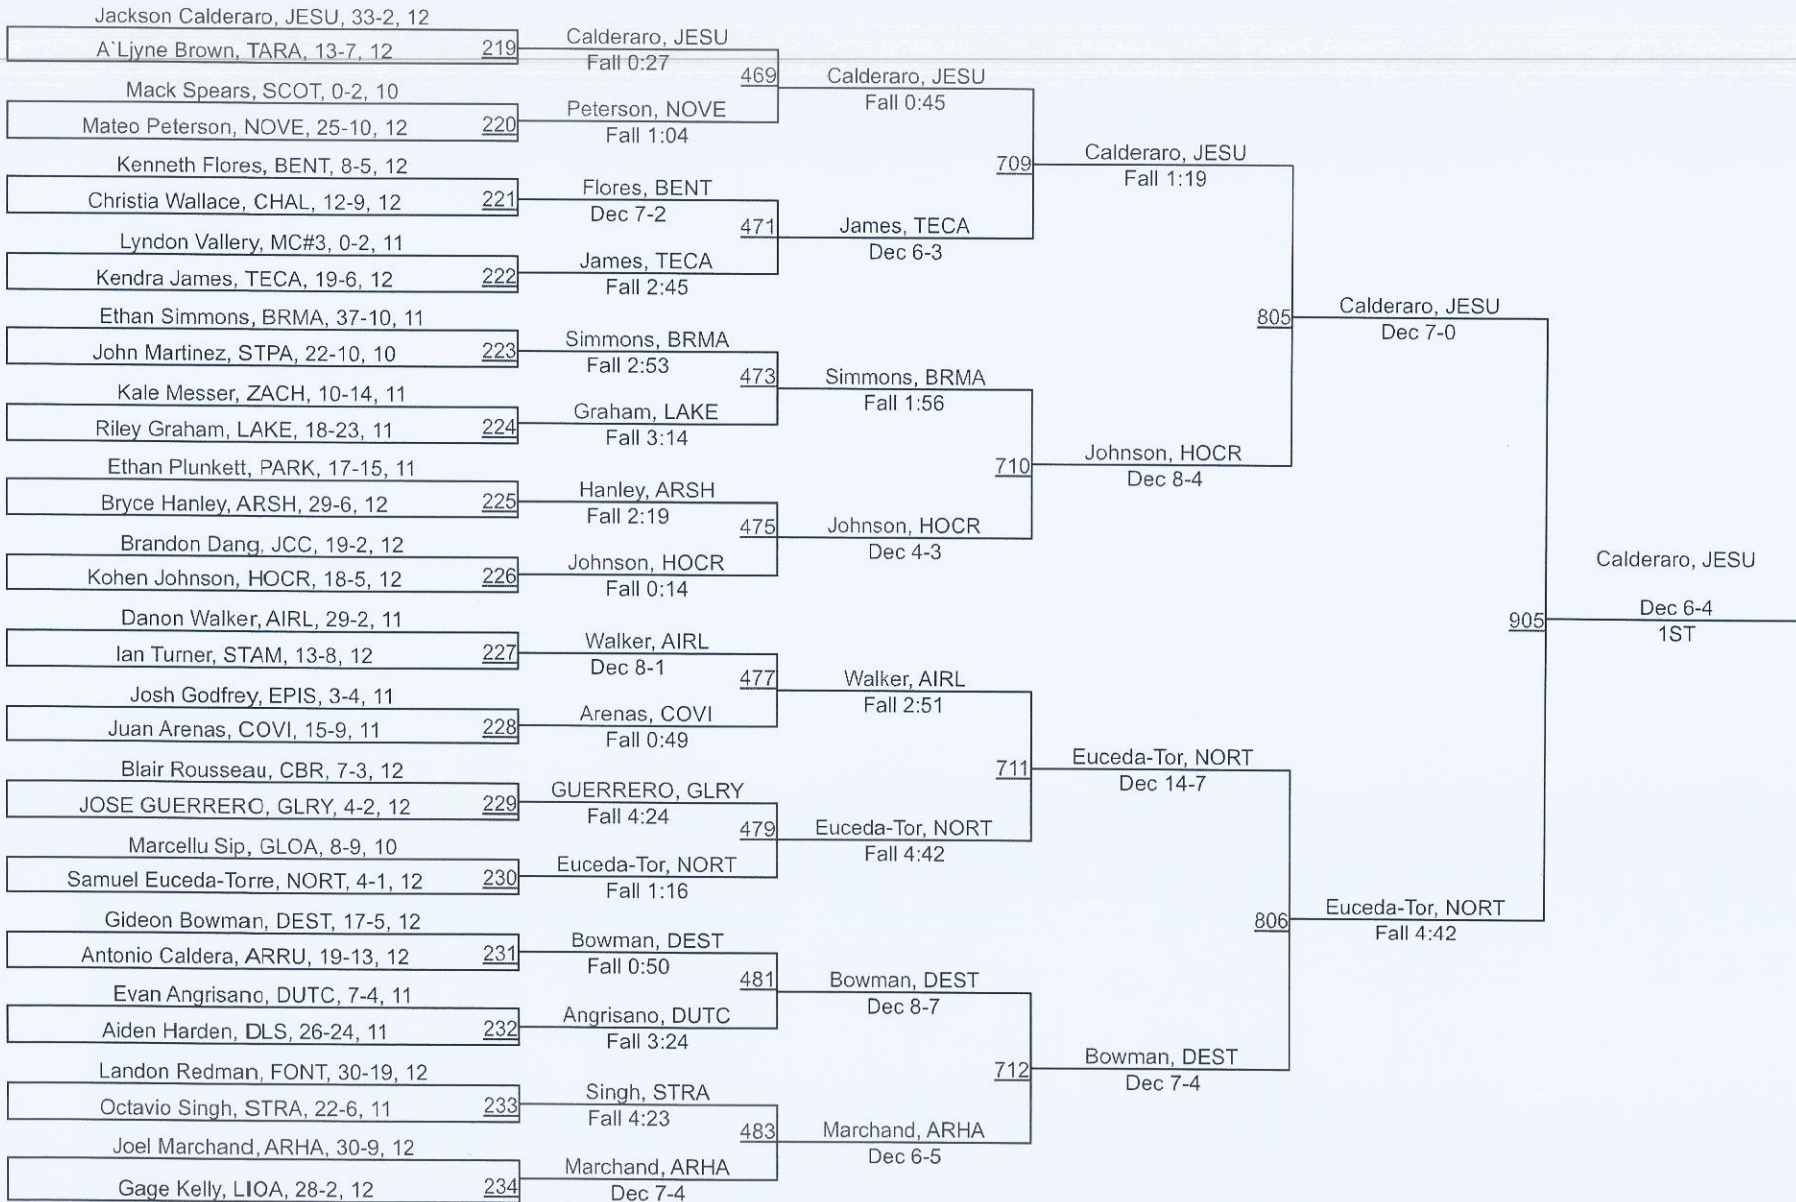 Jackson Calderaro, JESU, 33-2, 12
A`Ljyne Brown, TARA, 13-7, 12
219
Mack Spears, SCOT, 0-2, 10
Mateo Peterson, NOVE, 25-10, 12
220
Kenneth Flores, BENT, 8-5, 12
Christia Wallace, CHAL, 12-9, 12
221
Lyndon Vallery, MC#3, 0-2, 11
Kendra James, TECA, 19-6, 12
222
Ethan Simmons, BRMA, 37-10, 11
John Martinez, STPA, 22-10, 10
223
Kale Messer, ZACH, 10-14, 11
Riley Graham, LAKE, 18-23, 11
224
Ethan Plunkett, PARK, 17-15, 11
Bryce Hanley, ARSH, 29-6, 12
225
Brandon Dang, JCC, 19-2, 12
Kohen Johnson, HOCR, 18-5, 12
226
Danon Walker, AIRL, 29-2, 11
Ian Turner, STAM, 13-8, 12
227
Josh Godfrey, EPIS, 3-4, 11
Juan Arenas, COVI, 15-9, 11
228
Blair Rousseau, CBR, 7-3, 12
JOSE GUERRERO, GLRY, 4-2, 12
229
Marcellu Sip, GLOA, 8-9, 10
Samuel Euceda-Torre, NORT, 4-1, 12
230
Gideon Bowman, DEST, 17-5, 12
Antonio Caldera, ARRU, 19-13, 12
231
Evan Angrisano, DUTC, 7-4, 11
Aiden Harden, DLS, 26-24, 11
232
Landon Redman, FONT, 30-19, 12
Octavio Singh, STRA, 22-6, 11
233
Joel Marchand, ARHA, 30-9, 12
Gage Kelly, LIOA, 28-2, 12
234
Calderaro, JESU
Fall 0:27
469
Peterson, NOVE
Fall 1:04
Flores, BENT
Dec 7-2
471
James, TECA
Fall 2:45
Simmons, BRMA
Fall 2:53
473
Graham, LAKE
Fall 3:14
Hanley, ARSH
Fall 2:19
475
Johnson, HOCR
Fall 0:14
Walker, AIRL
Dec 8-1
477
Arenas, COVI
Fall 0:49
GUERRERO, GLRY
Fall 4:24
479
Euceda-Tor, NORT
Fall 1:16
Bowman, DEST
Fall 0:50
481
Angrisano, DUTC
Fall 3:24
Singh, STRA
Fall 4:23
483
Marchand, ARHA
Dec 7-4
Calderaro, JESU
Fall 0:45
709
James, TECA
Dec 6-3
Simmons, BRMA
Fall 1:56
710
Johnson, HOCR
Dec 4-3
Walker, AIRL
Fall 2:51
711
Euceda-Tor, NORT
Fall 4:42
Bowman, DEST
Dec 8-7
712
Marchand, ARHA
Dec 6-5
Calderaro, JESU
Fall 1:19
805
Johnson, HOCR
Dec 8-4
Euceda-Tor, NORT
Dec 14-7
806
Bowman, DEST
Dec 7-4
Calderaro, JESU
Dec 7-0
905
Euceda-Tor, NORT
Fall 4:42
Calderaro, JESU
Dec 6-4
1ST